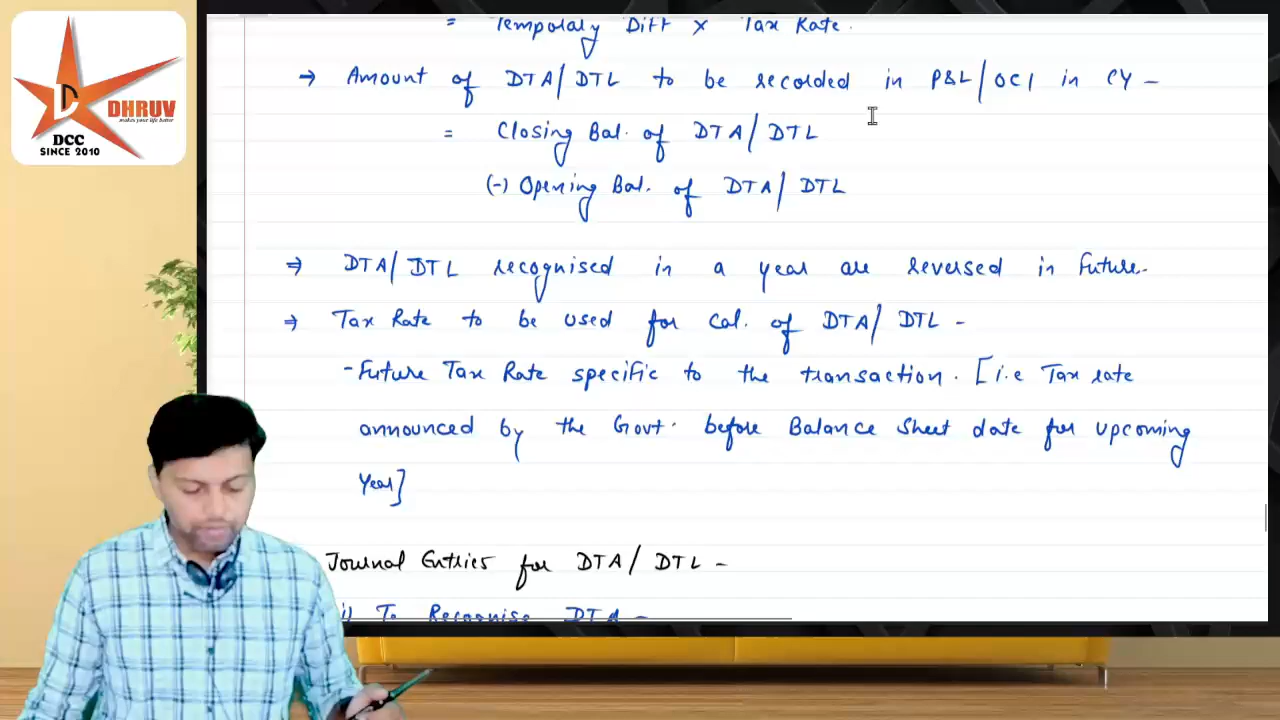 DHRUV
makes your life better
DCC
SINCE 2010
= Temporary Diff x Tax Rate.
→ Amount of DTA/DTL to be recorded in P&L/OCI in CY -
= Closing Bal. of DTA/DTL
(-) Opening Bal. of DTA/DTL
⇒ DTA/DTL recognised in a year are reversed in Future.
⇒ Tax Rate to be used for Cal. of DTA/DTL -
- Future Tax Rate specific to the transaction. [i.e Tax rate
announced by the Govt. before Balance Sheet date for upcoming
Year]
Journal Entries for DTA/DTL -
i) To Recognise DTA -